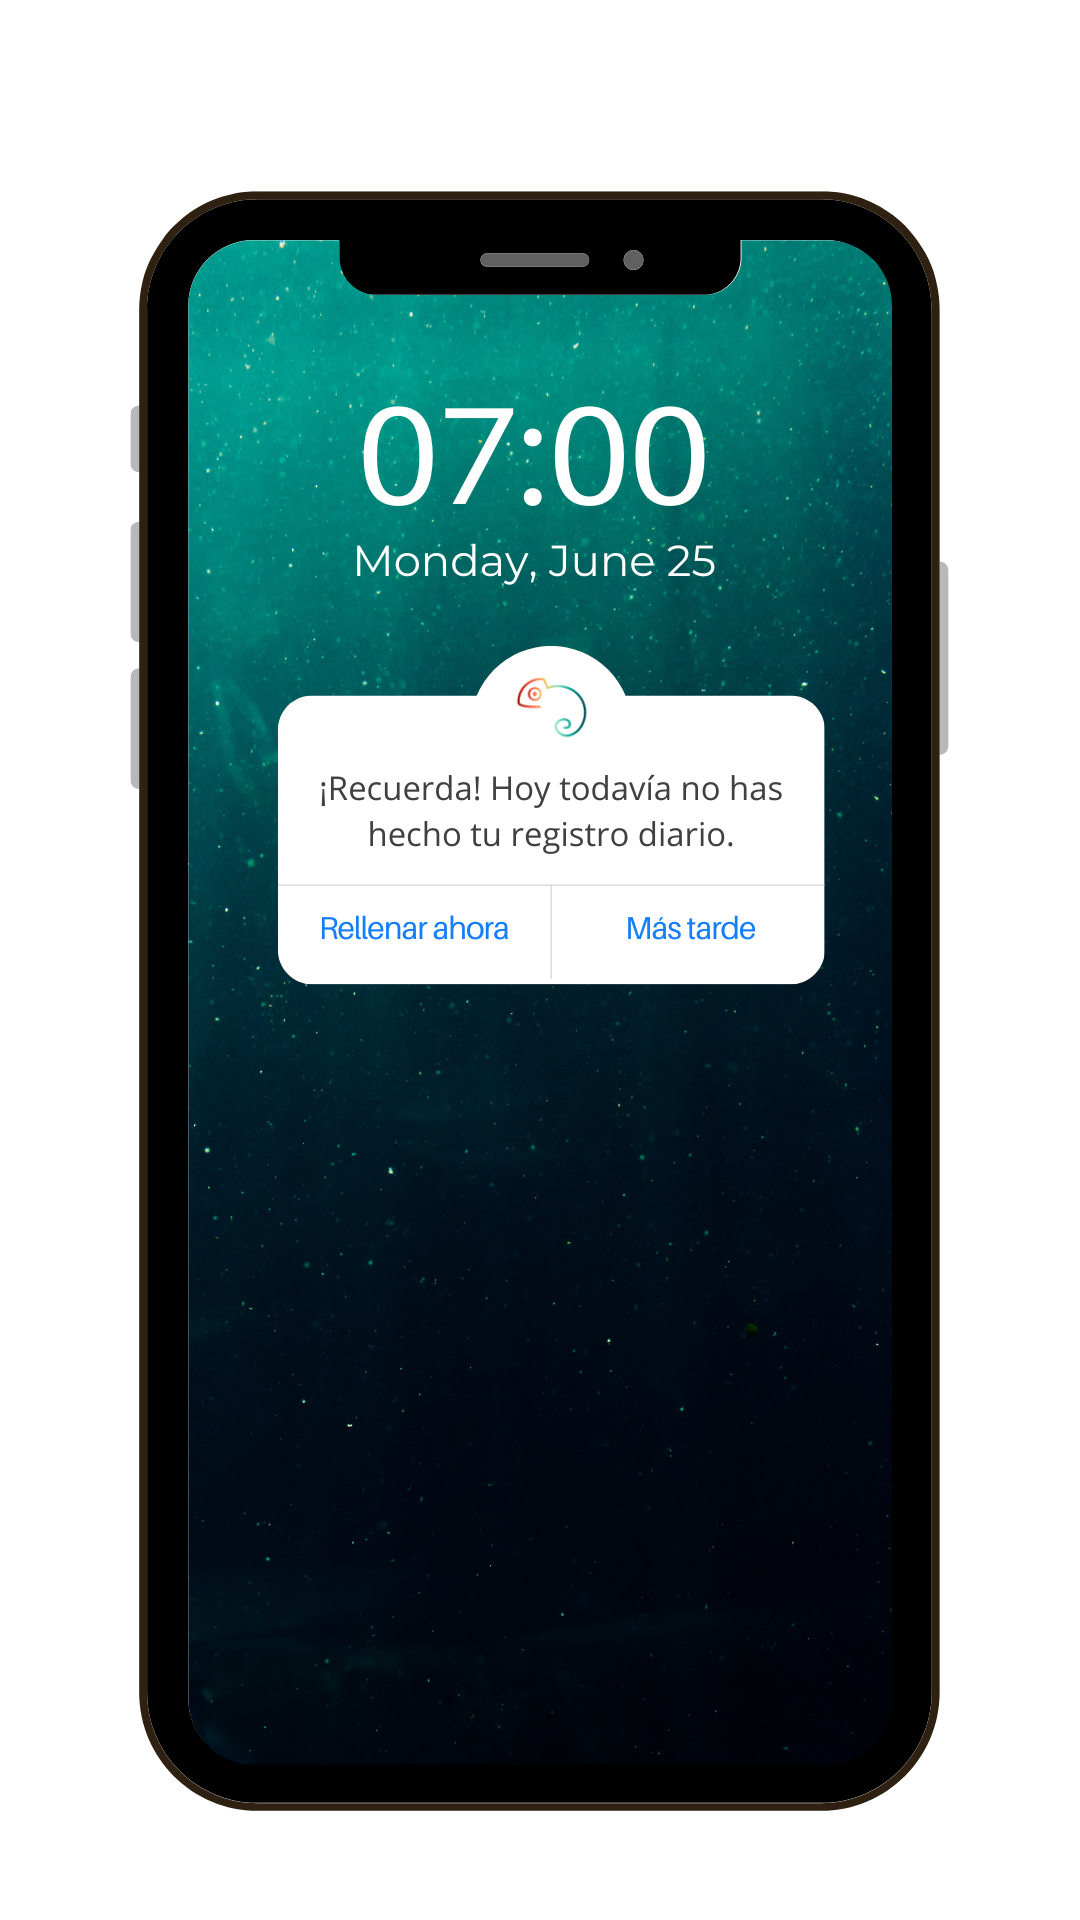 07:00
Monday, June 25
¡Recuerda! Hoy todavía no has
hecho tu registro diario.
Rellenar ahora
Más tarde